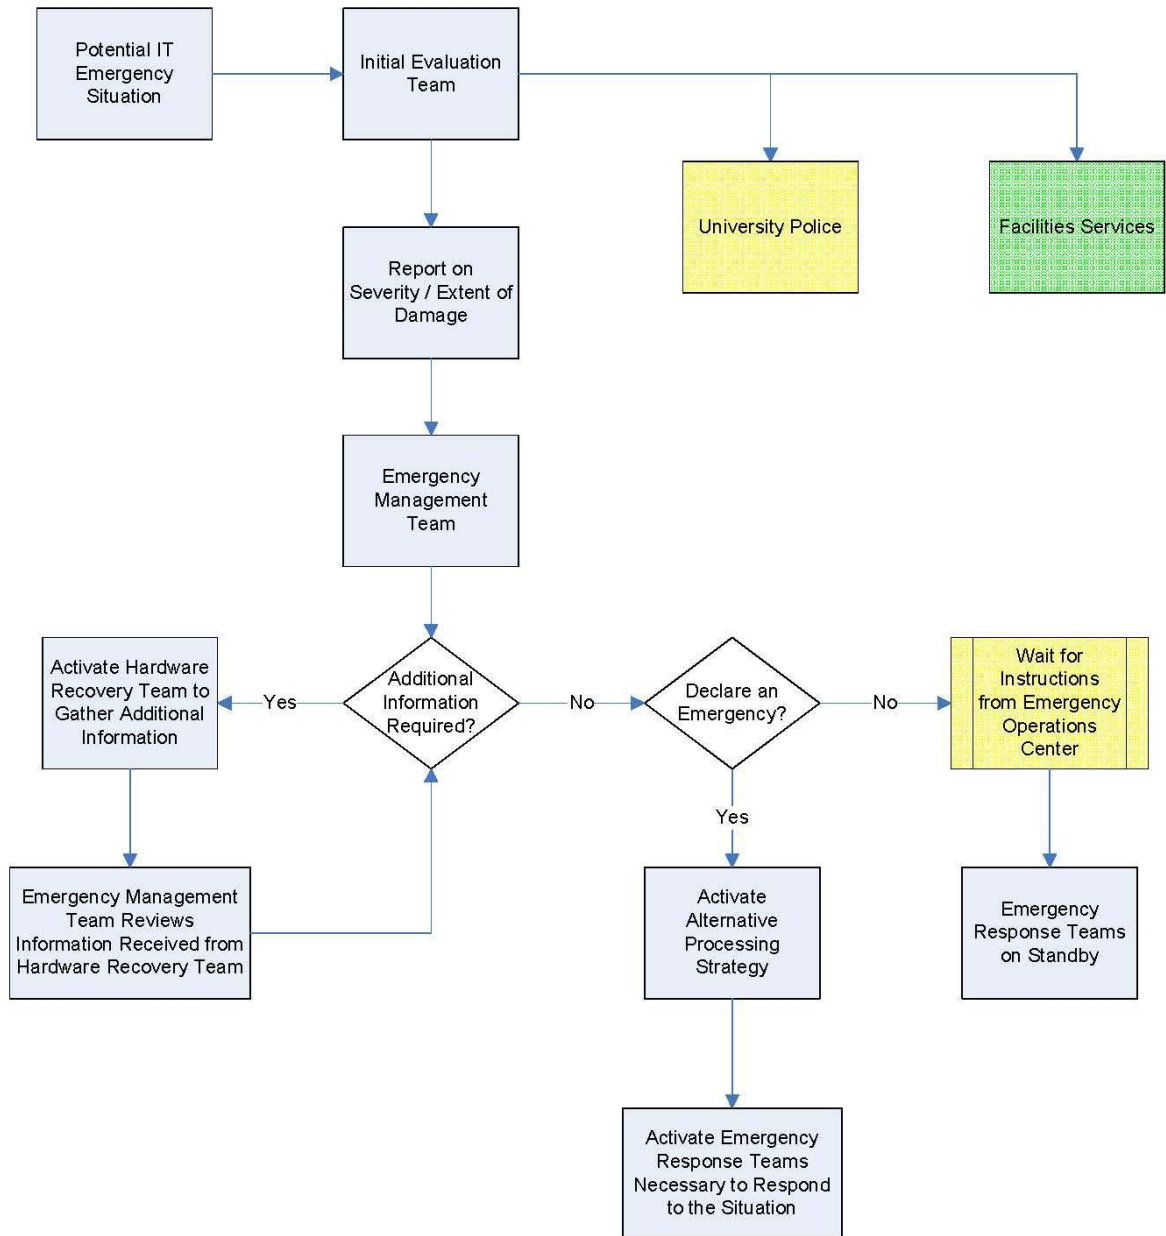 Potential IT
Emergency
Situation
Initial Evaluation
Team
University Police
Facilities Services
Report on
Severity / Extent of
Damage
Emergency
Management
Team
Activate Hardware
Recovery Team to
Gather Additional
Information
Yes
Additional
Information
Required?
No
Declare an
Emergency?
No
Wait for
Instructions
from Emergency
Operations
Center
Yes
Emergency Management
Team Reviews
Information Received from
Hardware Recovery Team
Activate
Alternative
Processing
Strategy
Emergency
Response Teams
on Standby
Activate Emergency
Response Teams
Necessary to Respond
to the Situation